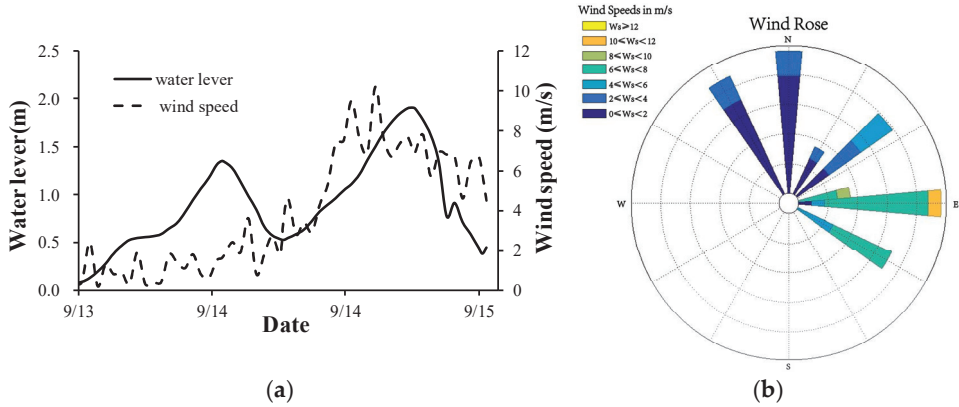 (a)
2.5
2.0
1.5
1.0
0.5
0.0
Water lever(m)
water lever
wind speed
12
10
8
6
4
2
0
Wind speed (m/s)
9/13
9/14
9/14
9/15
Date
(a)
Wind Speeds in m/s
Ws≥12
10≤Ws<12
8≤Ws<10
6≤Ws<8
4≤Ws<6
2≤Ws<4
0≤Ws<2
Wind Rose
N
W
E
S
(b)